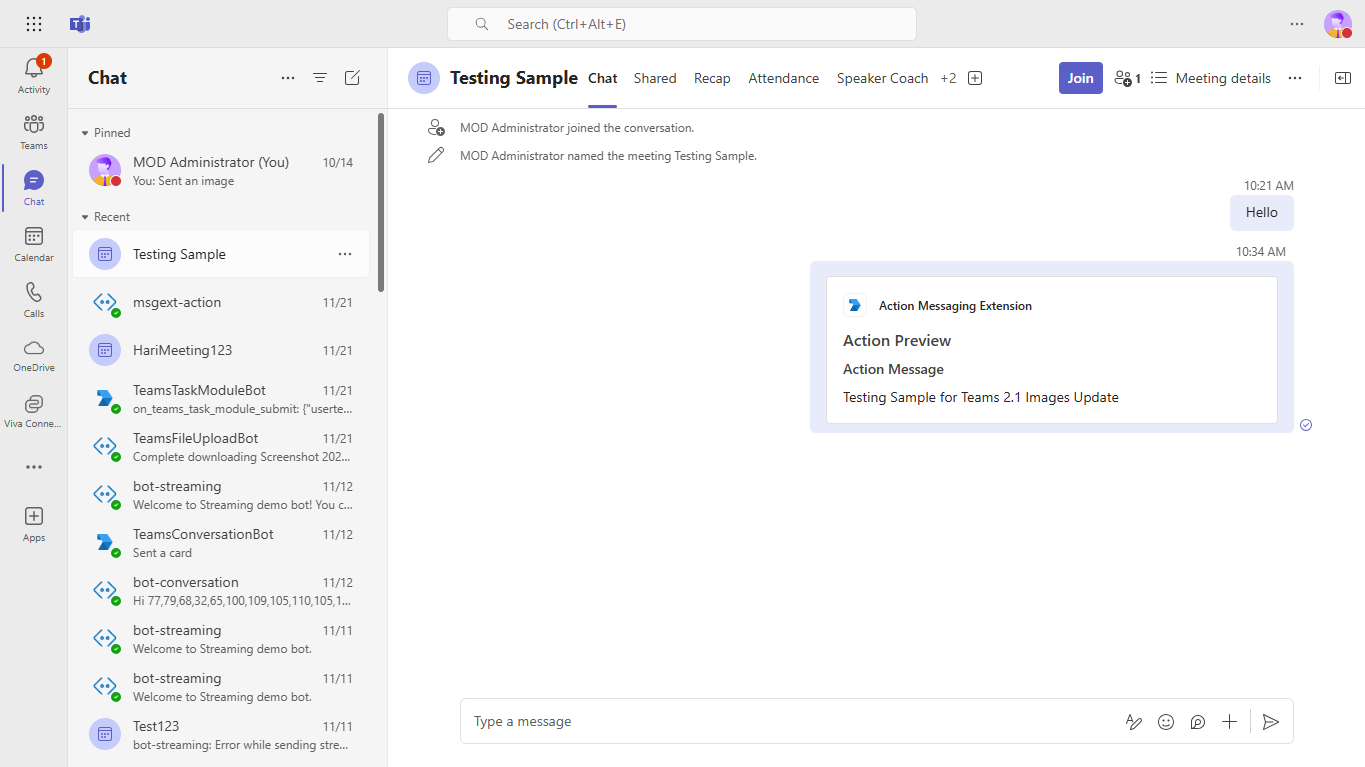 Search (Ctrl+Alt+E)
1
Activity
Teams
Chat
Calendar
Calls
OneDrive
Viva Conne...
Apps
Chat
Pinned
MOD Administrator (You) 10/14
You: Sent an image
Recent
Testing Sample
msgext-action 11/21
HariMeeting123 11/21
TeamsTaskModuleBot 11/21
on_teams_task_module_submit: {"userte...
TeamsFileUploadBot 11/21
Complete downloading Screenshot 202...
bot-streaming 11/12
Welcome to Streaming demo bot! You c...
TeamsConversationBot 11/12
Sent a card
bot-conversation 11/12
Hi 77,79,68,32,65,100,109,105,110,105,1...
bot-streaming 11/11
Welcome to Streaming demo bot.
bot-streaming 11/11
Welcome to Streaming demo bot.
Test123 11/11
bot-streaming: Error while sending stre...
Testing Sample Chat Shared Recap Attendance Speaker Coach +2 Join 1 Meeting details
MOD Administrator joined the conversation.
MOD Administrator named the meeting Testing Sample.
10:21 AM
Hello
10:34 AM
Action Messaging Extension
Action Preview
Action Message
Testing Sample for Teams 2.1 Images Update
Type a message